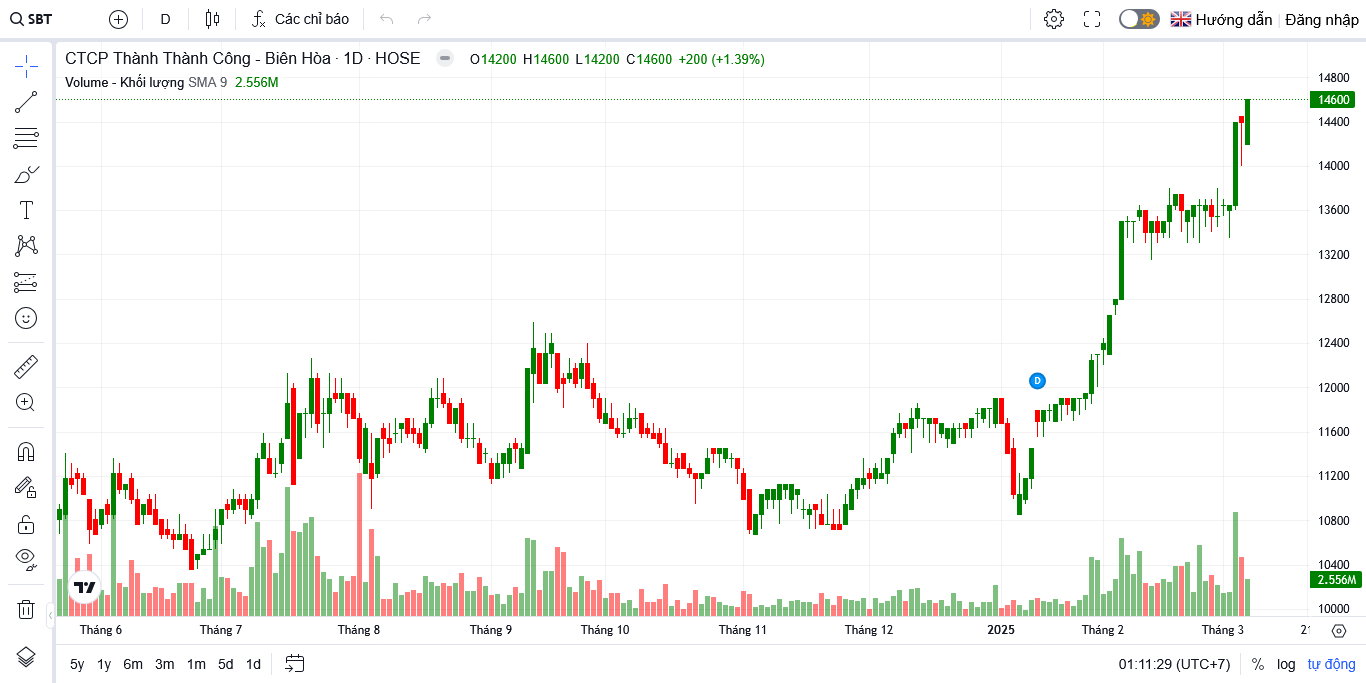 SBT D Các chỉ báo Hướng dẫn Đăng nhập
CTCP Thành Thành Công - Biên Hòa · 1D · HOSE O14200 H14600 L14200 C14600 +200 (+1.39%)
Volume - Khối lượng SMA 9 2.556M
14800
14600
14400
14000
13600
13200
12800
12400
12000
D
11600
11200
10800
10400
2.556M
10000
Tháng 6 Tháng 7 Tháng 8 Tháng 9 Tháng 10 Tháng 11 Tháng 12 2025 Tháng 2 Tháng 3 21
5y 1y 6m 3m 1m 5d 1d 01:11:29 (UTC+7) % log tự động